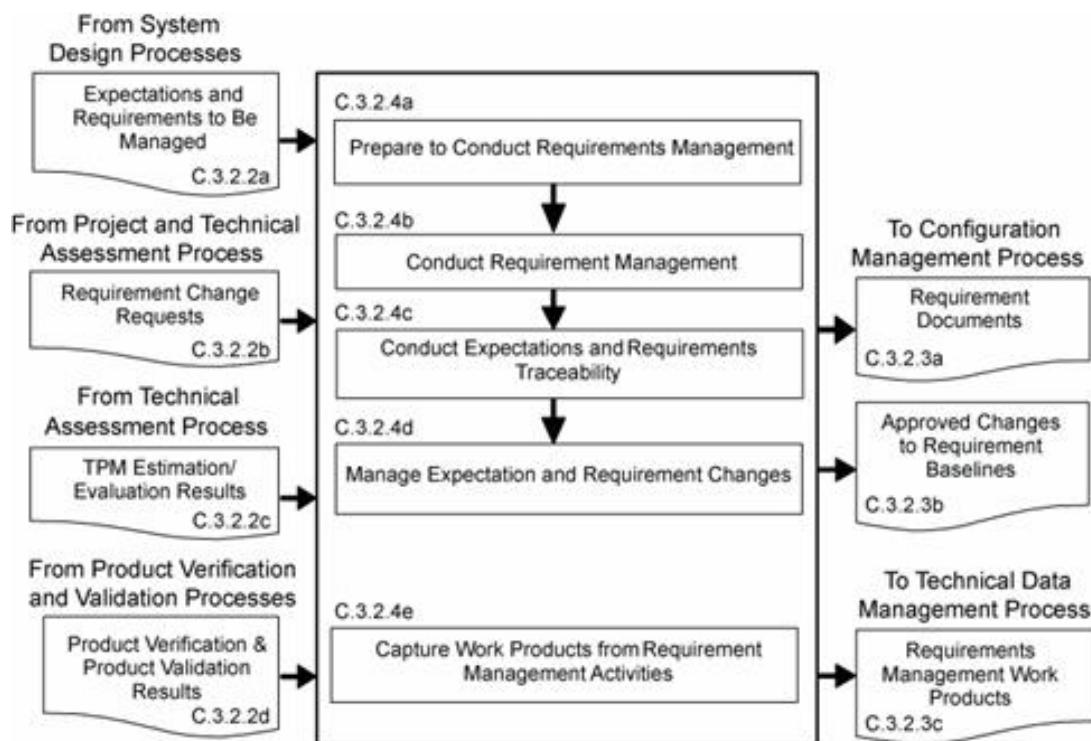 From System
Design Processes
Expectations and
Requirements to Be
Managed
C.3.2.2a
From Project and Technical
Assessment Process
Requirement Change
Requests
C.3.2.2b
From Technical
Assessment Process
TPM Estimation/
Evaluation Results
C.3.2.2c
From Product Verification
and Validation Processes
Product Verification &
Product Validation
Results
C.3.2.2d
C.3.2.4a
Prepare to Conduct Requirements Management
C.3.2.4b
Conduct Requirement Management
C.3.2.4c
Conduct Expectations and Requirements
Traceability
C.3.2.4d
Manage Expectation and Requirement Changes
C.3.2.4e
Capture Work Products from Requirement
Management Activities
To Configuration
Management Process
Requirement
Documents
C.3.2.3a
Approved Changes
to Requirement
Baselines
C.3.2.3b
To Technical Data
Management Process
Requirements
Management Work
Products
C.3.2.3c